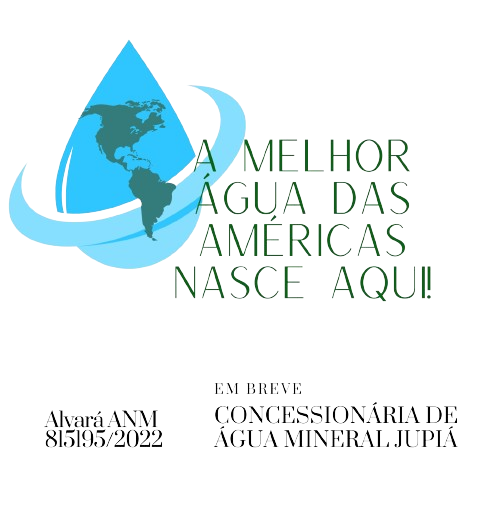 A MELHOR
ÁGUA DAS
AMÉRICAS
NASCE AQUI!
EM BREVE
Alvará ANM
815195/2022
CONCESSIONÁRIA DE
ÁGUA MINERAL JUPIÁ